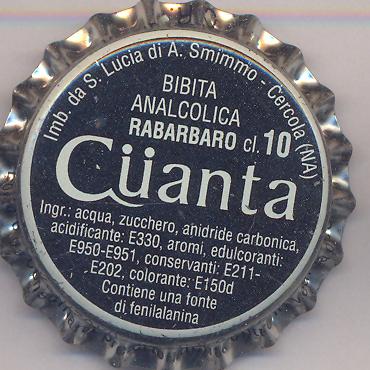 Imb. da S. Lucia di A. Smimmo - Cercola (NA)
BIBITA
ANALCOLICA
RABARBARO cl. 10
Cüanta
Ingr.: acqua, zucchero, anidride carbonica,
acidificante: E330, aromi, edulcoranti:
E950-E951, conservanti: E211-
E202, colorante: E150d
Contiene una fonte
di fenilalanina